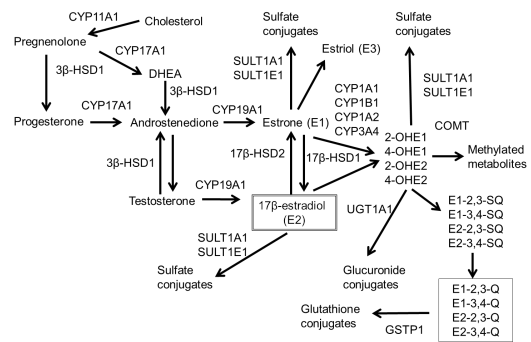 CYP11A1
Cholesterol
Pregnenolone
CYP17A1
3β-HSD1
DHEA
3β-HSD1
Progesterone
CYP17A1
Androstenedione
CYP19A1
Estrone (E1)
Sulfate
conjugates
SULT1A1
SULT1E1
Estriol (E3)
CYP1A1
CYP1B1
CYP1A2
CYP3A4
Sulfate
conjugates
SULT1A1
SULT1E1
COMT
2-OHE1
4-OHE1
2-OHE2
4-OHE2
Methylated
metabolites
3β-HSD1
17β-HSD2
17β-HSD1
Testosterone
CYP19A1
17β-estradiol
(E2)
SULT1A1
SULT1E1
Sulfate
conjugates
UGT1A1
Glucuronide
conjugates
E1-2,3-SQ
E1-3,4-SQ
E2-2,3-SQ
E2-3,4-SQ
E1-2,3-Q
E1-3,4-Q
E2-2,3-Q
E2-3,4-Q
Glutathione
conjugates
GSTP1